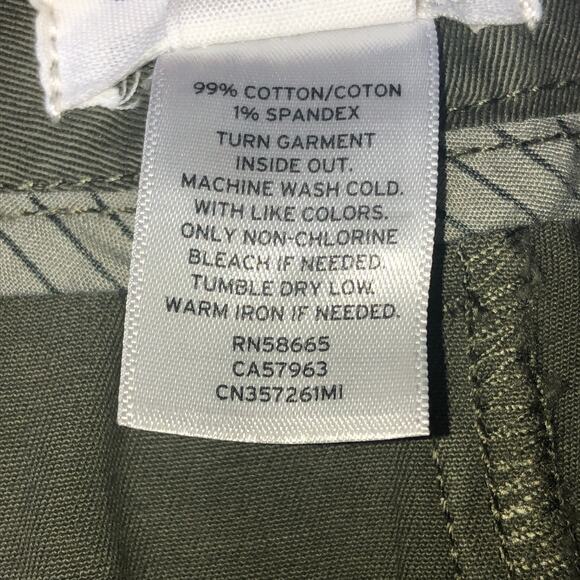 99% COTTON/COTON
1% SPANDEX
TURN GARMENT
INSIDE OUT.
MACHINE WASH COLD.
WITH LIKE COLORS.
ONLY NON-CHLORINE
BLEACH IF NEEDED.
TUMBLE DRY LOW.
WARM IRON IF NEEDED.
RN58665
CA57963
CN357261MI